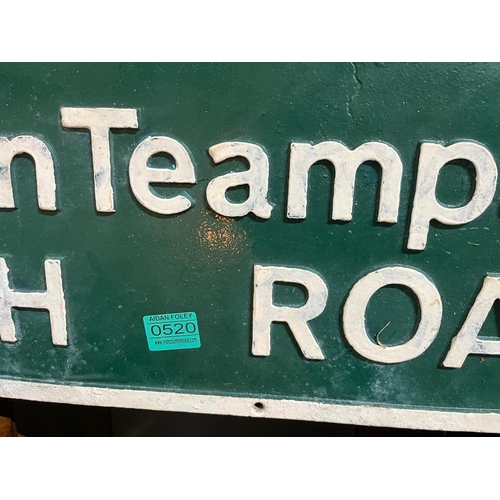 nTeamp
H ROA
AIDAN FOLEY
0520